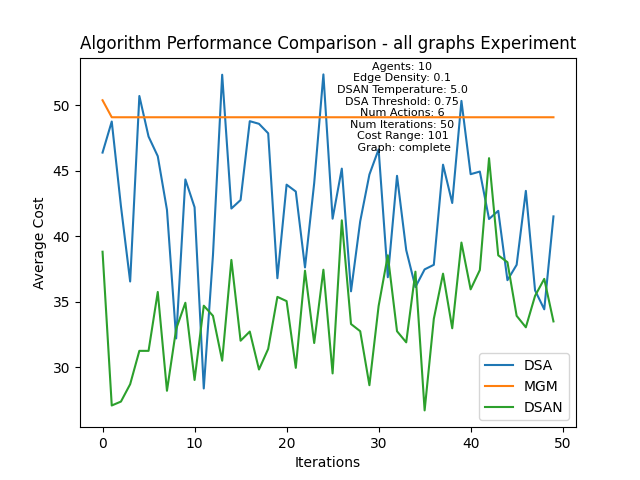 Algorithm Performance Comparison - all graphs Experiment
Agents: 10
Edge Density: 0.1
DSAN Temperature: 5.0
DSA Threshold: 0.75
Num Actions: 6
Num Iterations: 50
Cost Range: 101
Graph: complete
Average Cost
50
45
40
35
30
0
10
20
30
40
50
Iterations
DSA
MGM
DSAN